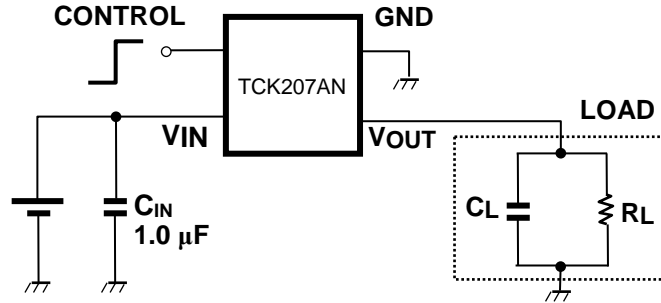 CONTROL
GND
TCK207AN
VIN
VOUT
LOAD
CIN
1.0 μF
CL
RL